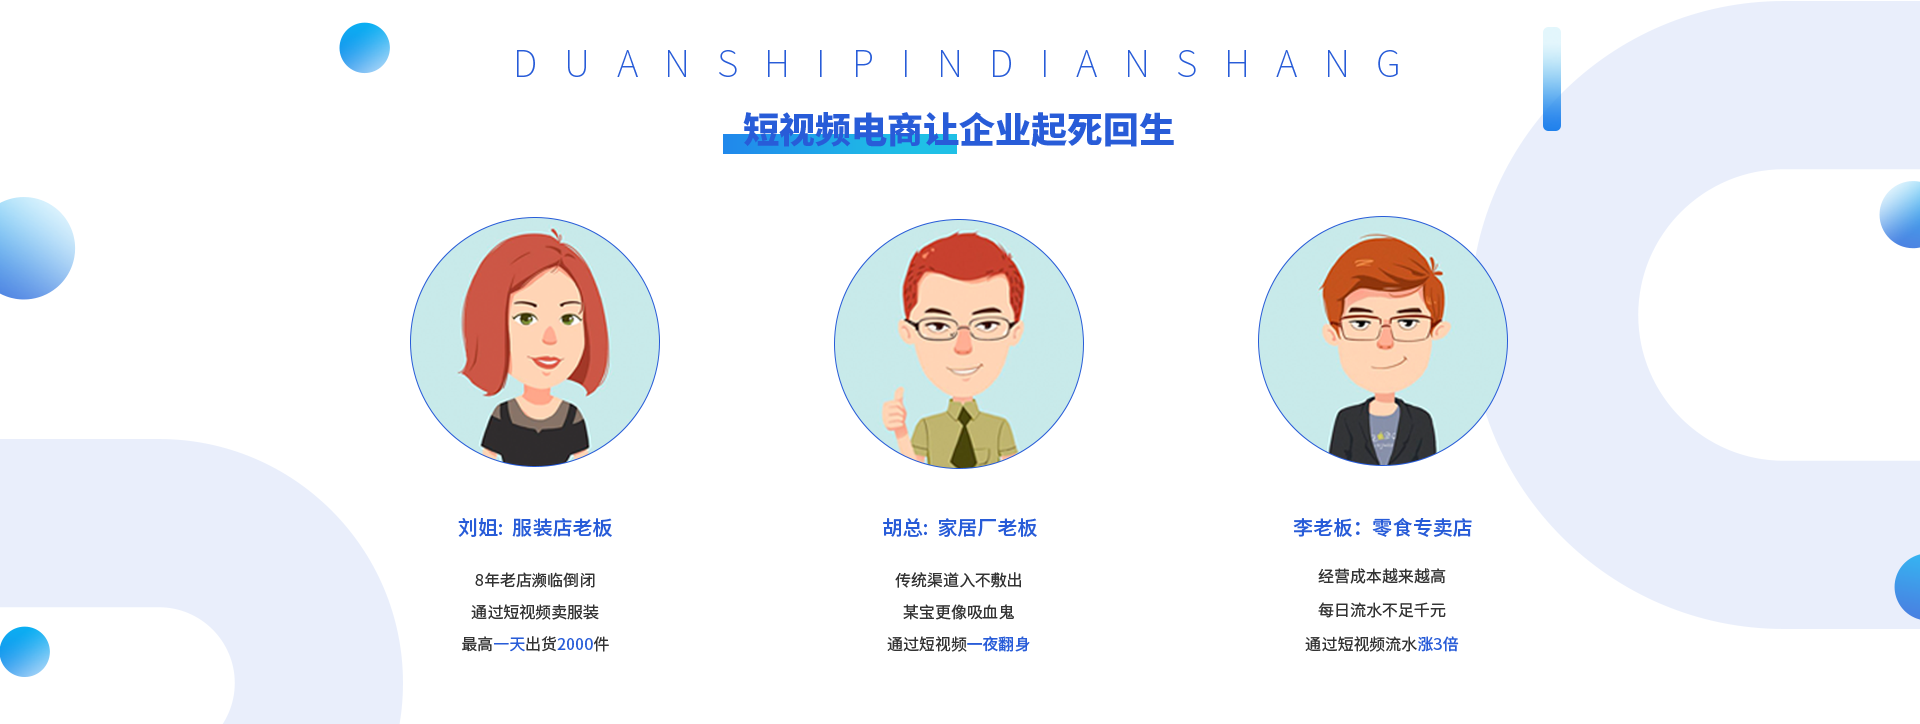 DUANSHIPINDIANSHANG
短视频电商让企业起死回生
刘姐: 服装店老板
8年老店濒临倒闭
通过短视频卖服装
最高一天出货2000件
胡总: 家居厂老板
传统渠道入不敷出
某宝更像吸血鬼
通过短视频一夜翻身
李老板：零食专卖店
经营成本越来越高
每日流水不足千元
通过短视频流水涨3倍